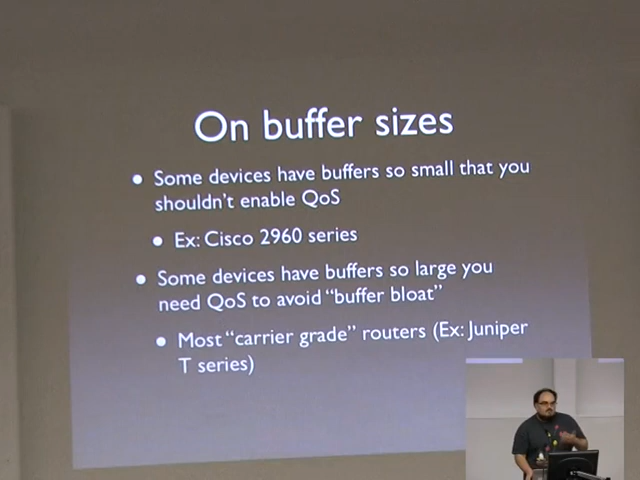 On buffer sizes
• Some devices have buffers so small that you
shouldn't enable QoS
• Ex: Cisco 2960 series
• Some devices have buffers so large you
need QoS to avoid "buffer bloat"
• Most "carrier grade" routers (Ex: Juniper
T series)